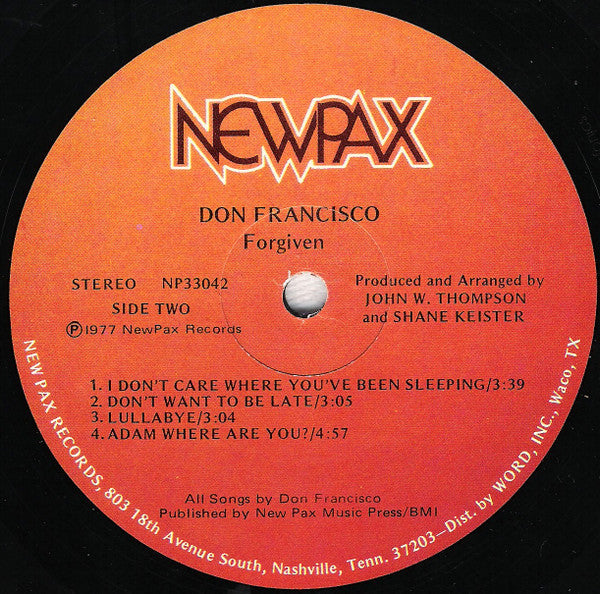 NEWPAX
DON FRANCISCO
Forgiven
STEREO NP33042
SIDE TWO
Ⓟ1977 NewPax Records
Produced and Arranged by
JOHN W. THOMPSON
and SHANE KEISTER
1. I DON'T CARE WHERE YOU'VE BEEN SLEEPING/3:39
2. DON'T WANT TO BE LATE/3:05
3. LULLABYE/3:04
4. ADAM WHERE ARE YOU?/4:57
All Songs by Don Francisco
Published by New Pax Music Press/BMI
NEW PAX RECORDS, 803 18th Avenue South, Nashville, Tenn. 37203—Dist. by WORD, INC., Waco, TX